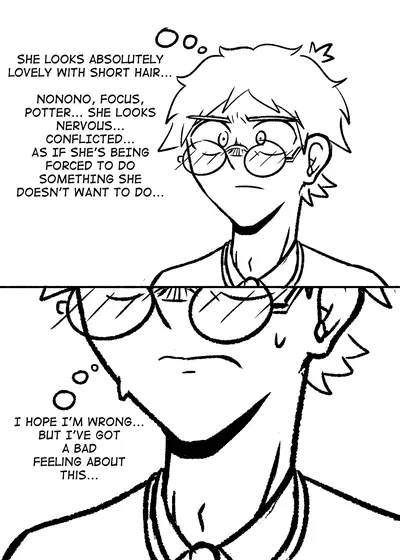 SHE LOOKS ABSOLUTELY
LOVELY WITH SHORT HAIR...
NONONO, FOCUS,
POTTER... SHE LOOKS
NERVOUS...
CONFLICTED...
AS IF SHE'S BEING
FORCED TO DO
SOMETHING SHE
DOESN'T WANT TO DO...
I HOPE I'M WRONG...
BUT I'VE GOT
A BAD
FEELING ABOUT
THIS...